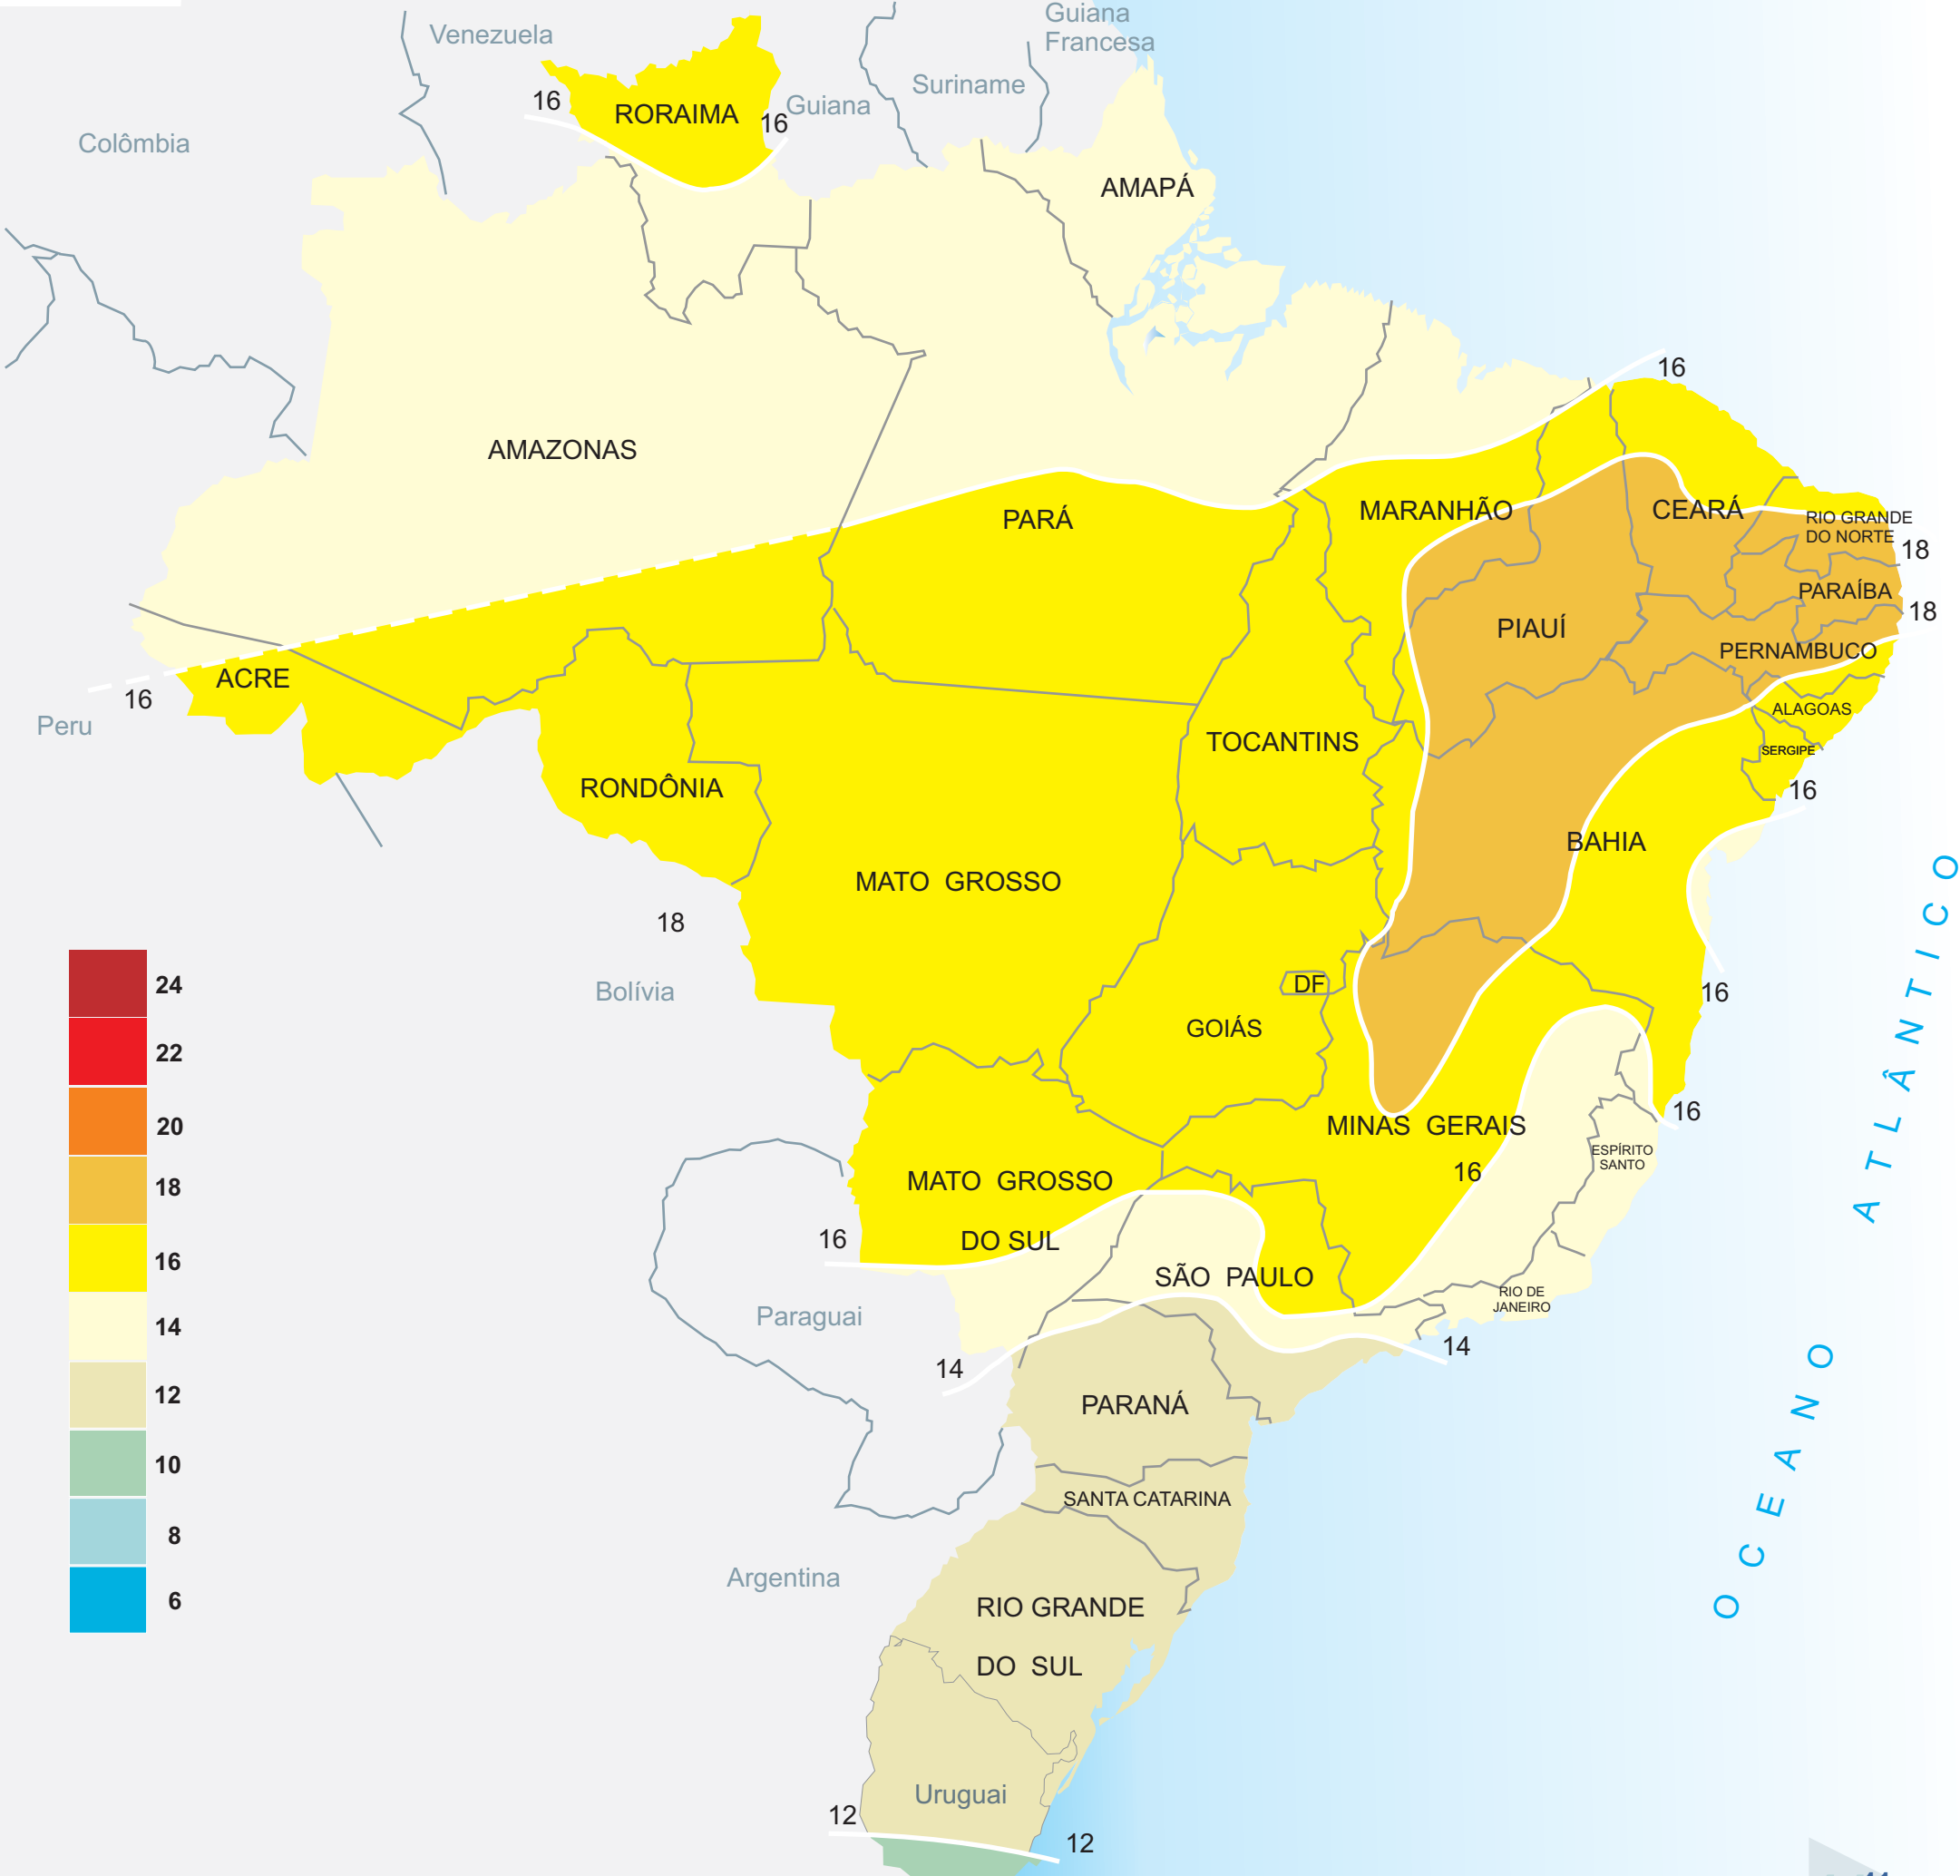 Guiana
Francesa
Venezuela
Suriname
Guiana
16
RORAIMA
16
Colômbia
AMAPÁ
16
AMAZONAS
PARÁ
MARANHÃO
CEARÁ
RIO GRANDE
DO NORTE
18
PARAÍBA
18
PIAUÍ
PERNAMBUCO
ACRE
16
Peru
ALAGOAS
TOCANTINS
SERGIPE
RONDÔNIA
16
BAHIA
MATO GROSSO
18
Bolívia
DF
16
GOIÁS
24
22
20
18
16
14
12
10
8
6
16
MINAS GERAIS
ESPÍRITO
SANTO
16
MATO GROSSO
DO SUL
16
SÃO PAULO
RIO DE
JANEIRO
Paraguai
14
14
PARANÁ
SANTA CATARINA
Argentina
RIO GRANDE
DO SUL
Uruguai
12
12
OCEANO ATLÂNTICO